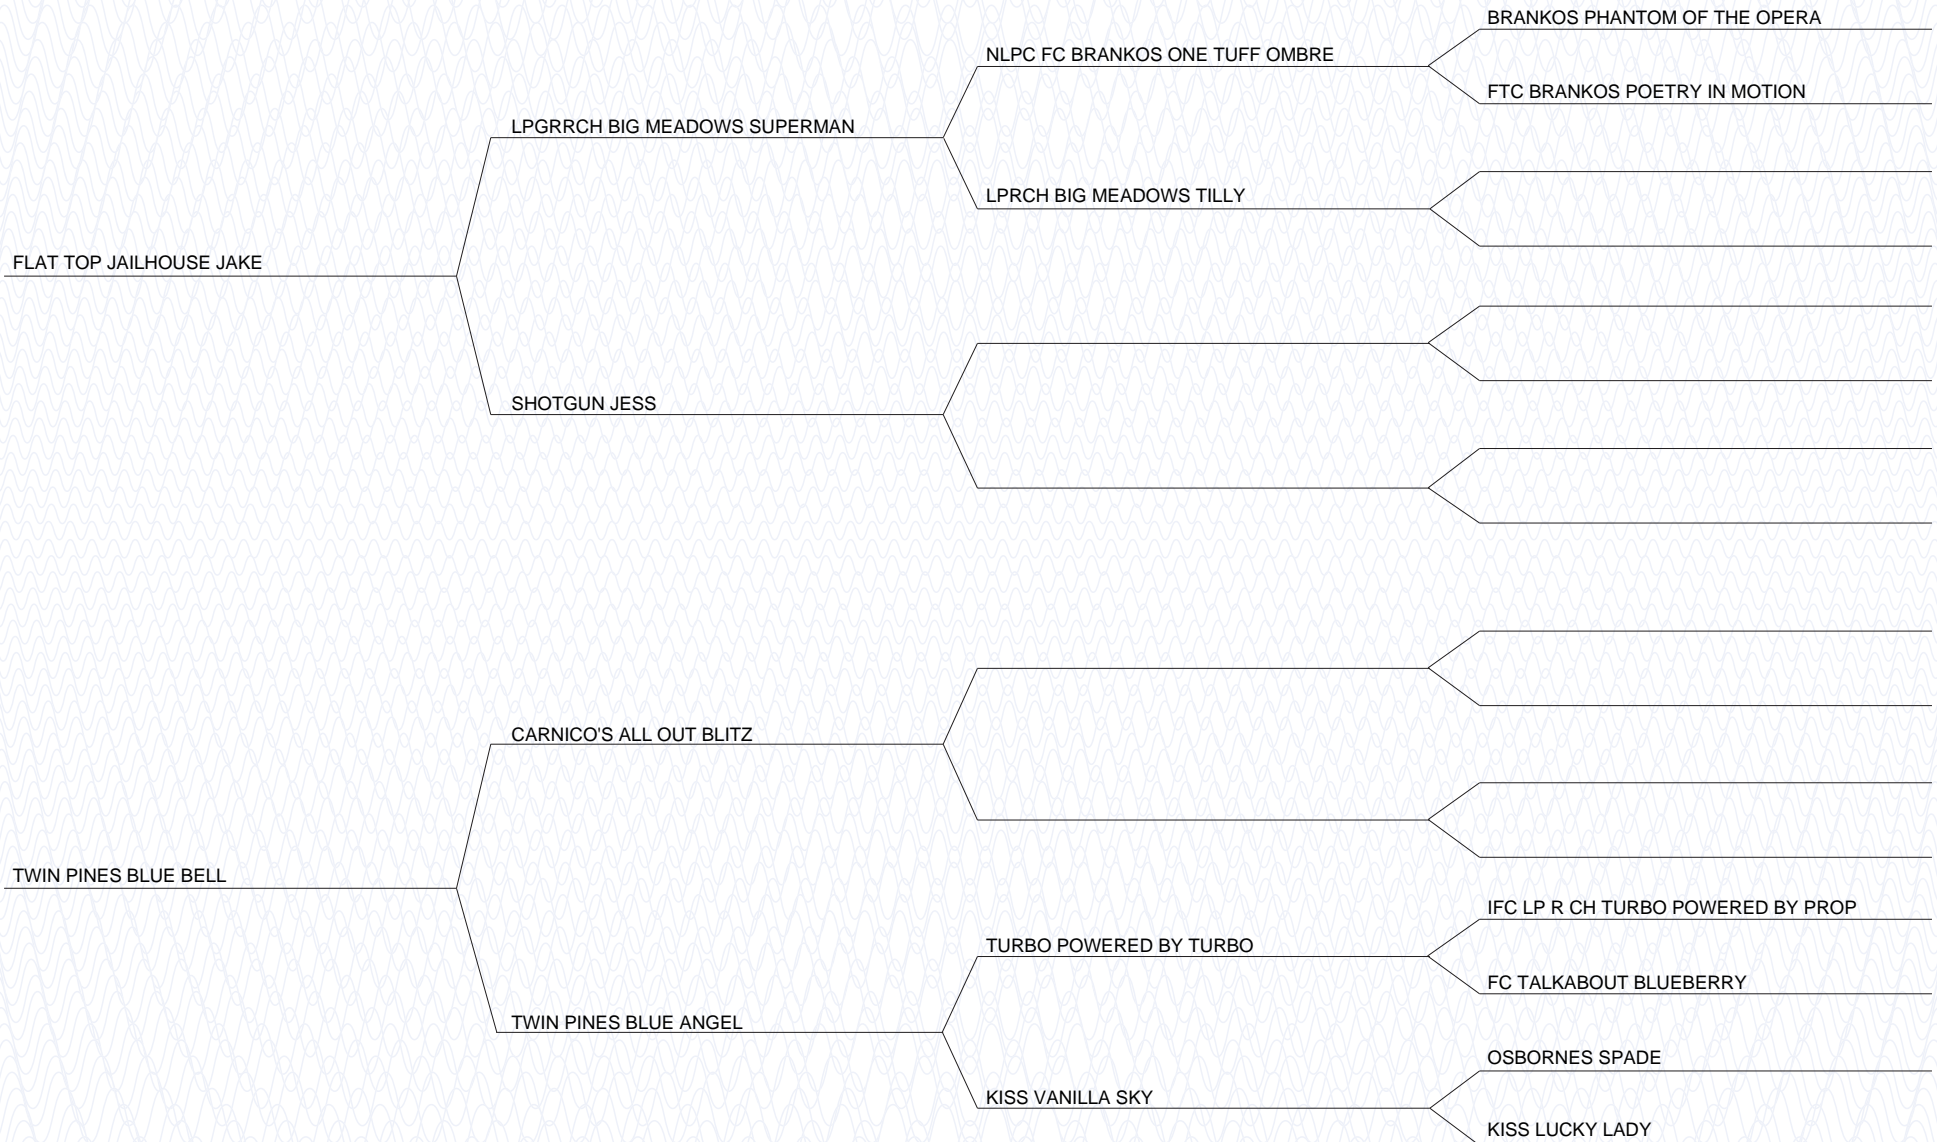 BRANKOS PHANTOM OF THE OPERA
NLPC FC BRANKOS ONE TUFF OMBRE
FTC BRANKOS POETRY IN MOTION
LPGRRCH BIG MEADOWS SUPERMAN
LPRCH BIG MEADOWS TILLY
FLAT TOP JAILHOUSE JAKE
SHOTGUN JESS
CARNICO'S ALL OUT BLITZ
TWIN PINES BLUE BELL
IFC LP R CH TURBO POWERED BY PROP
TURBO POWERED BY TURBO
FC TALKABOUT BLUEBERRY
TWIN PINES BLUE ANGEL
OSBORNES SPADE
KISS VANILLA SKY
KISS LUCKY LADY